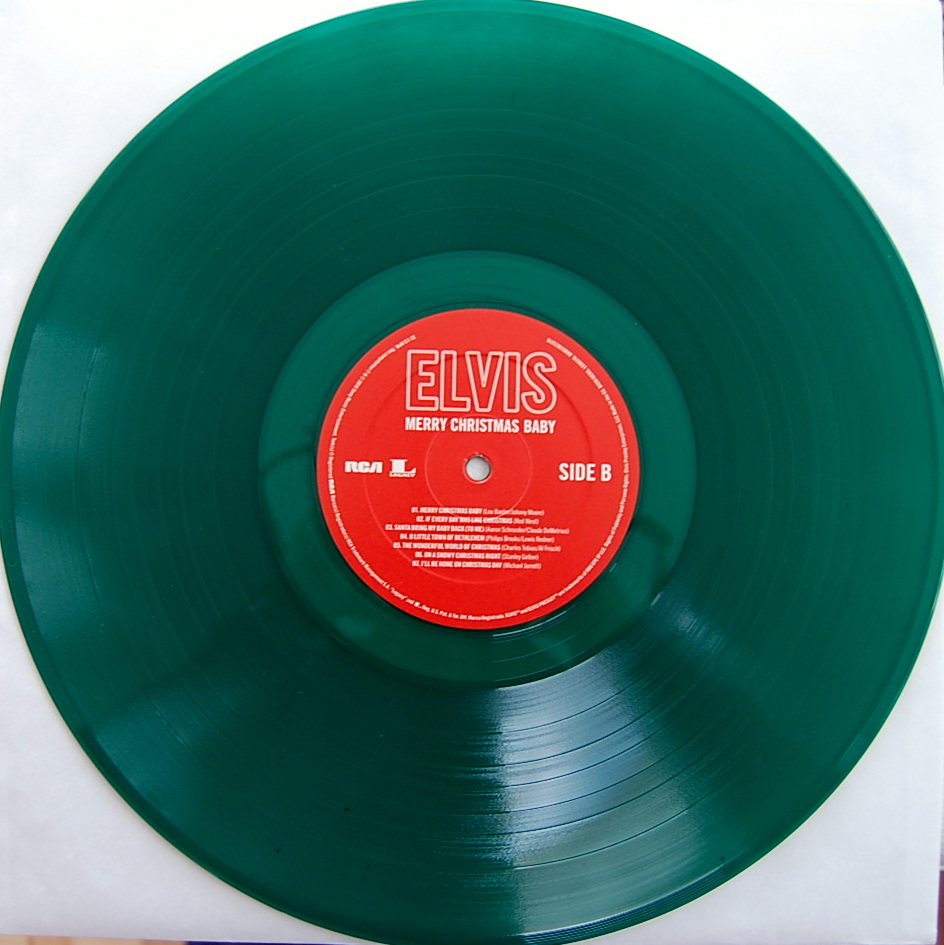 ELVIS
MERRY CHRISTMAS BABY
RCA L LEGACY
SIDE B
01. MERRY CHRISTMAS BABY (Lou Baxter/Johnny Moore)
02. IF EVERY DAY WAS LIKE CHRISTMAS (Red West)
03. SANTA BRING MY BABY BACK (TO ME) (Aaron Schroeder/Claude DeMetrius)
04. O LITTLE TOWN OF BETHLEHEM (Philips Brooks/Lewis Redner)
05. THE WONDERFUL WORLD OF CHRISTMAS (Charles Tobias/Al Frisch)
06. ON A SNOWY CHRISTMAS NIGHT (Stanley Gelber)
07. I'LL BE HOME ON CHRISTMAS DAY (Michael Jarrett)